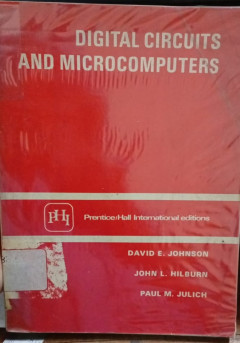 DIGITAL CIRCUITS
AND MICROCOMPUTERS
PHI
Prentice/Hall International editions
DAVID E. JOHNSON
JOHN L. HILBURN
PAUL M. JULICH